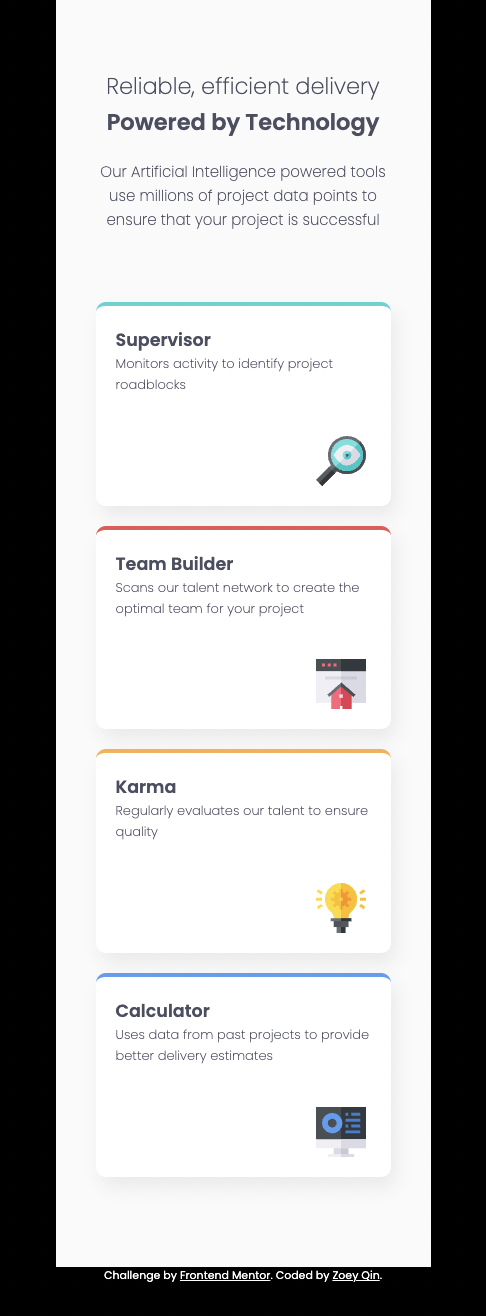 Reliable, efficient delivery
Powered by Technology
Our Artificial Intelligence powered tools
use millions of project data points to
ensure that your project is successful
Supervisor
Monitors activity to identify project
roadblocks
Team Builder
Scans our talent network to create the
optimal team for your project
Karma
Regularly evaluates our talent to ensure
quality
Calculator
Uses data from past projects to provide
better delivery estimates
Challenge by Frontend Mentor. Coded by Zoey Qin.